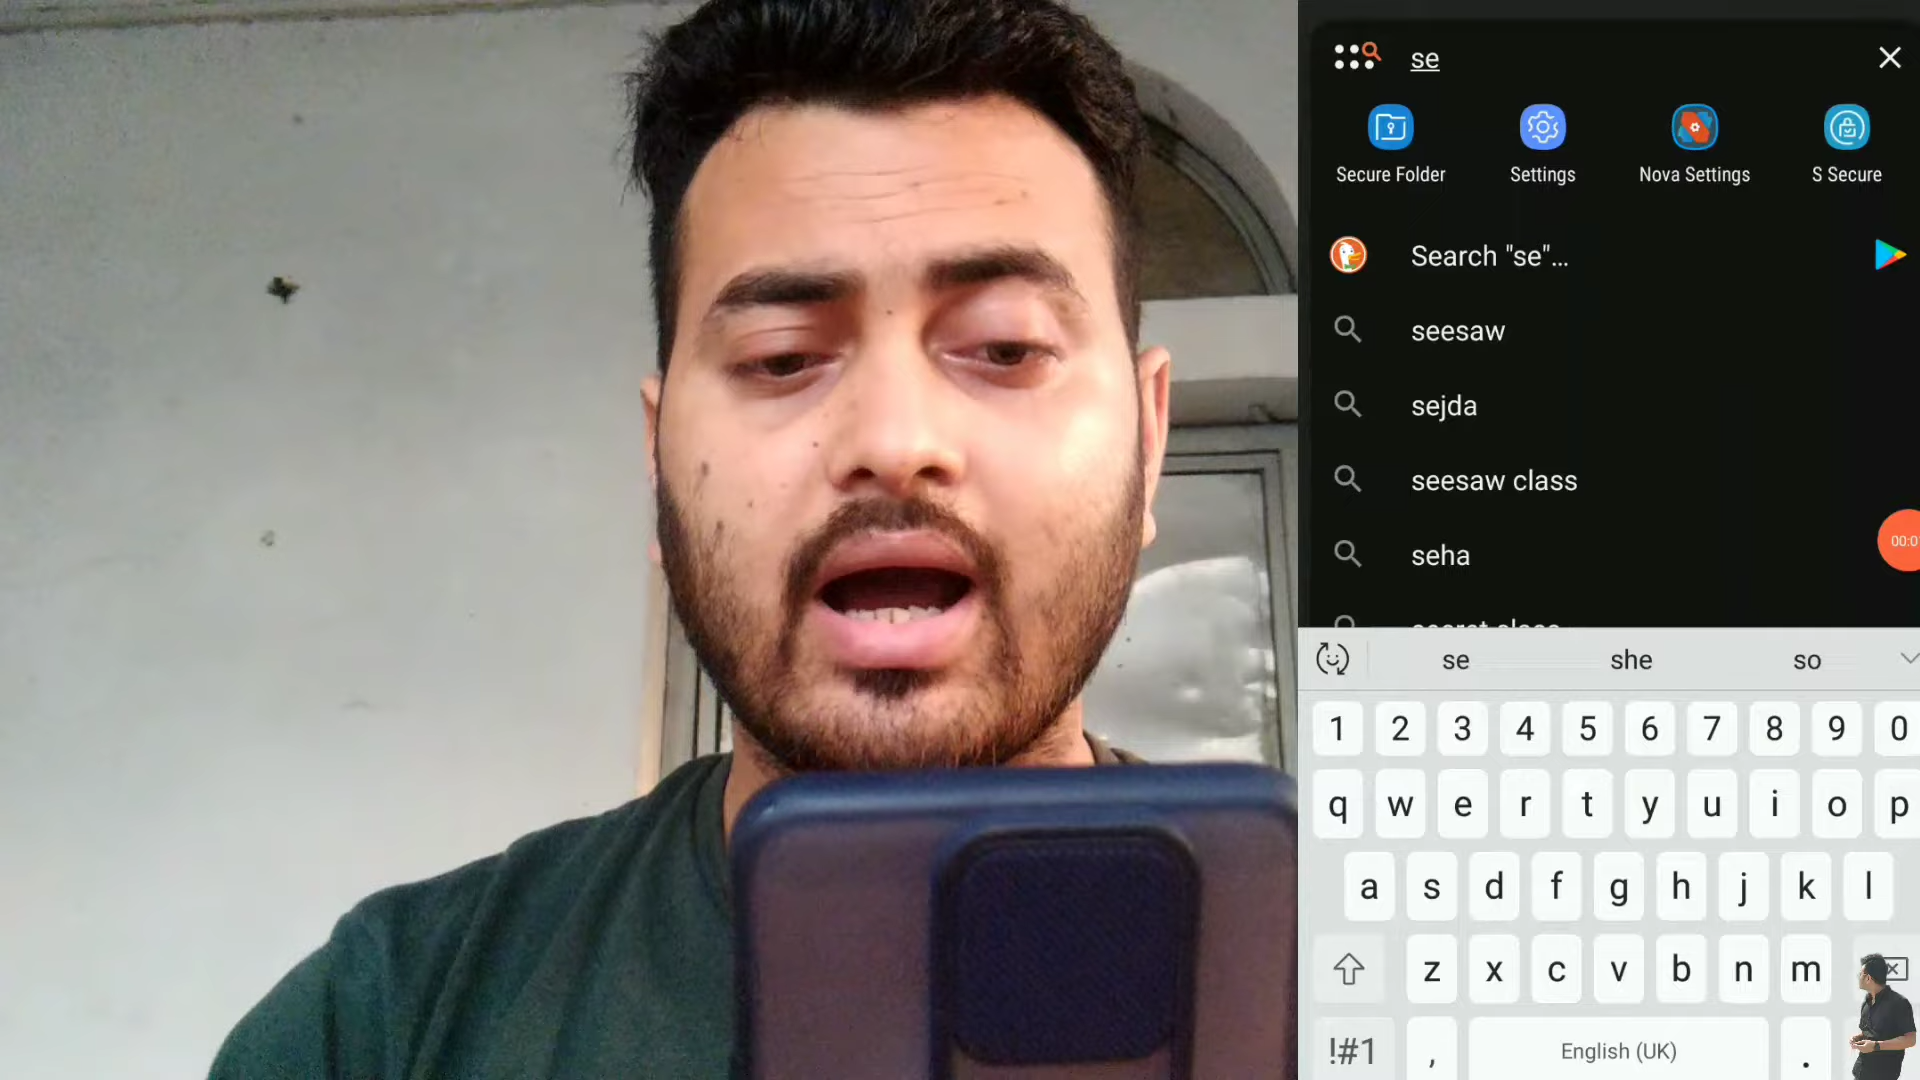 se
Secure Folder Settings Nova Settings S Secure
Search "se"...
seesaw
sejda
seesaw class
seha
se she so
1 2 3 4 5 6 7 8 9 0
q w e r t y u i o p
a s d f g h j k l
z x c v b n m
!#1 , English (UK) .